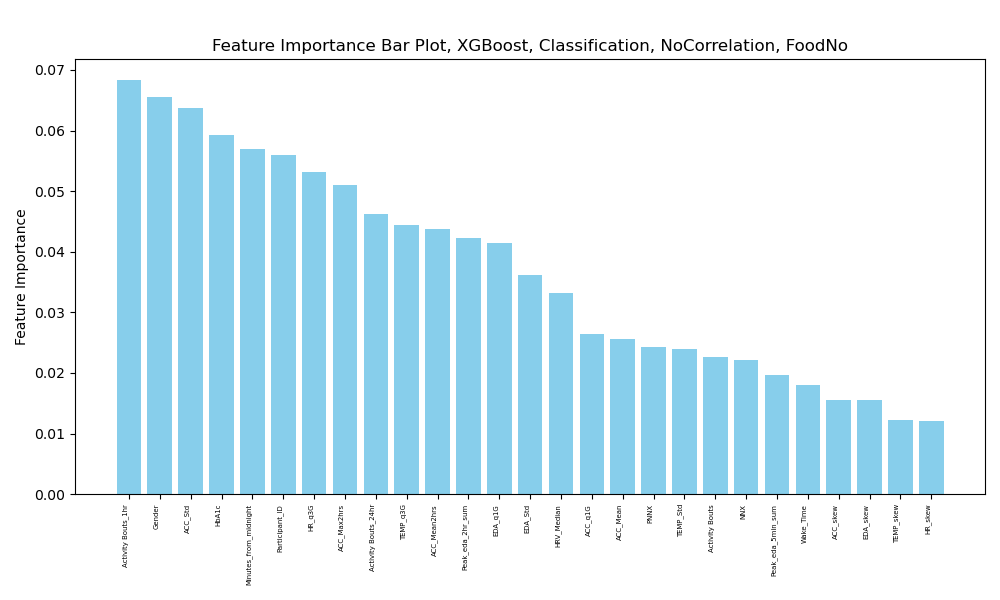 Feature Importance Bar Plot, XGBoost, Classification, NoCorrelation, FoodNo
Feature Importance
0.07
0.06
0.05
0.04
0.03
0.02
0.01
0.00
Activity Bouts_1hr
Gender
ACC_Std
HbA1c
Minutes_from_midnight
Participant_ID
HR_q3G
ACC_Max2hrs
Activity Bouts_24hr
TEMP_q3G
ACC_Mean2hrs
Peak_eda_2hr_sum
EDA_q1G
EDA_Std
HRV_Median
ACC_q1G
ACC_Mean
PNNX
TEMP_Std
Activity Bouts
NNX
Peak_eda_5min_sum
Wake_Time
ACC_skew
EDA_skew
TEMP_skew
HR_skew